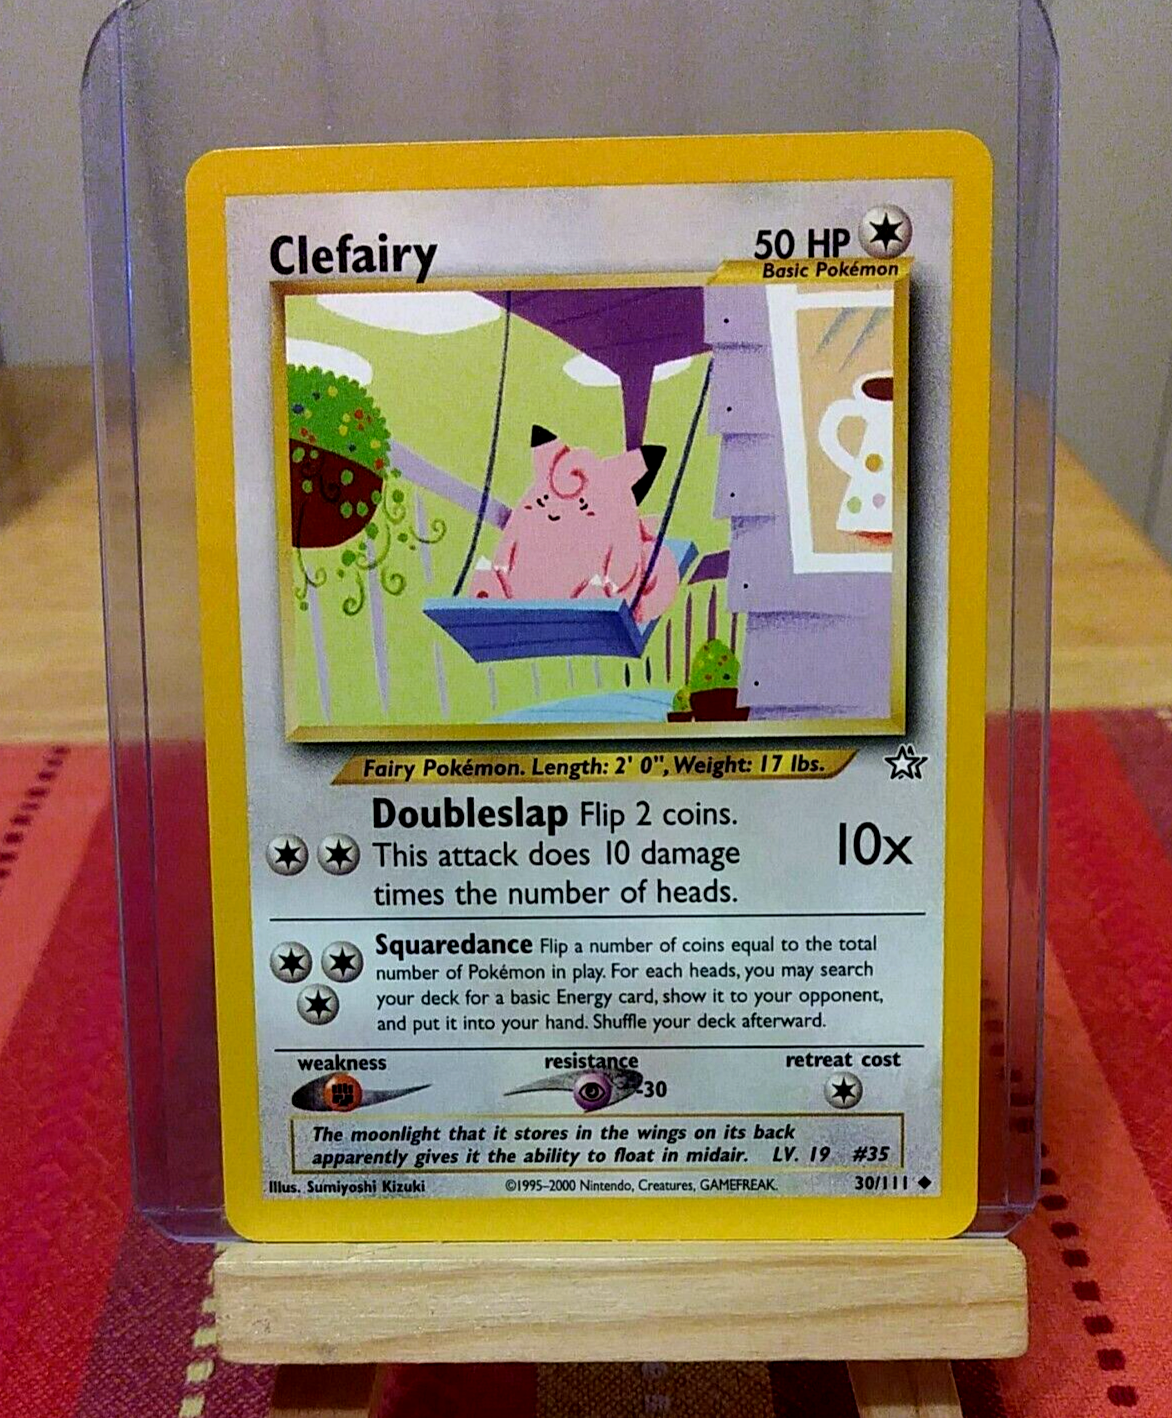 Clefairy
50 HP
Basic Pokémon
Fairy Pokémon. Length: 2' 0", Weight: 17 lbs.
Doubleslap Flip 2 coins.
This attack does 10 damage
times the number of heads.
10x
Squaredance Flip a number of coins equal to the total
number of Pokémon in play. For each heads, you may search
your deck for a basic Energy card, show it to your opponent,
and put it into your hand. Shuffle your deck afterward.
weakness
resistance
-30
retreat cost
The moonlight that it stores in the wings on its back
apparently gives it the ability to float in midair. LV. 19 #35
Illus. Sumiyoshi Kizuki
©1995–2000 Nintendo, Creatures, GAMEFREAK.
30/111